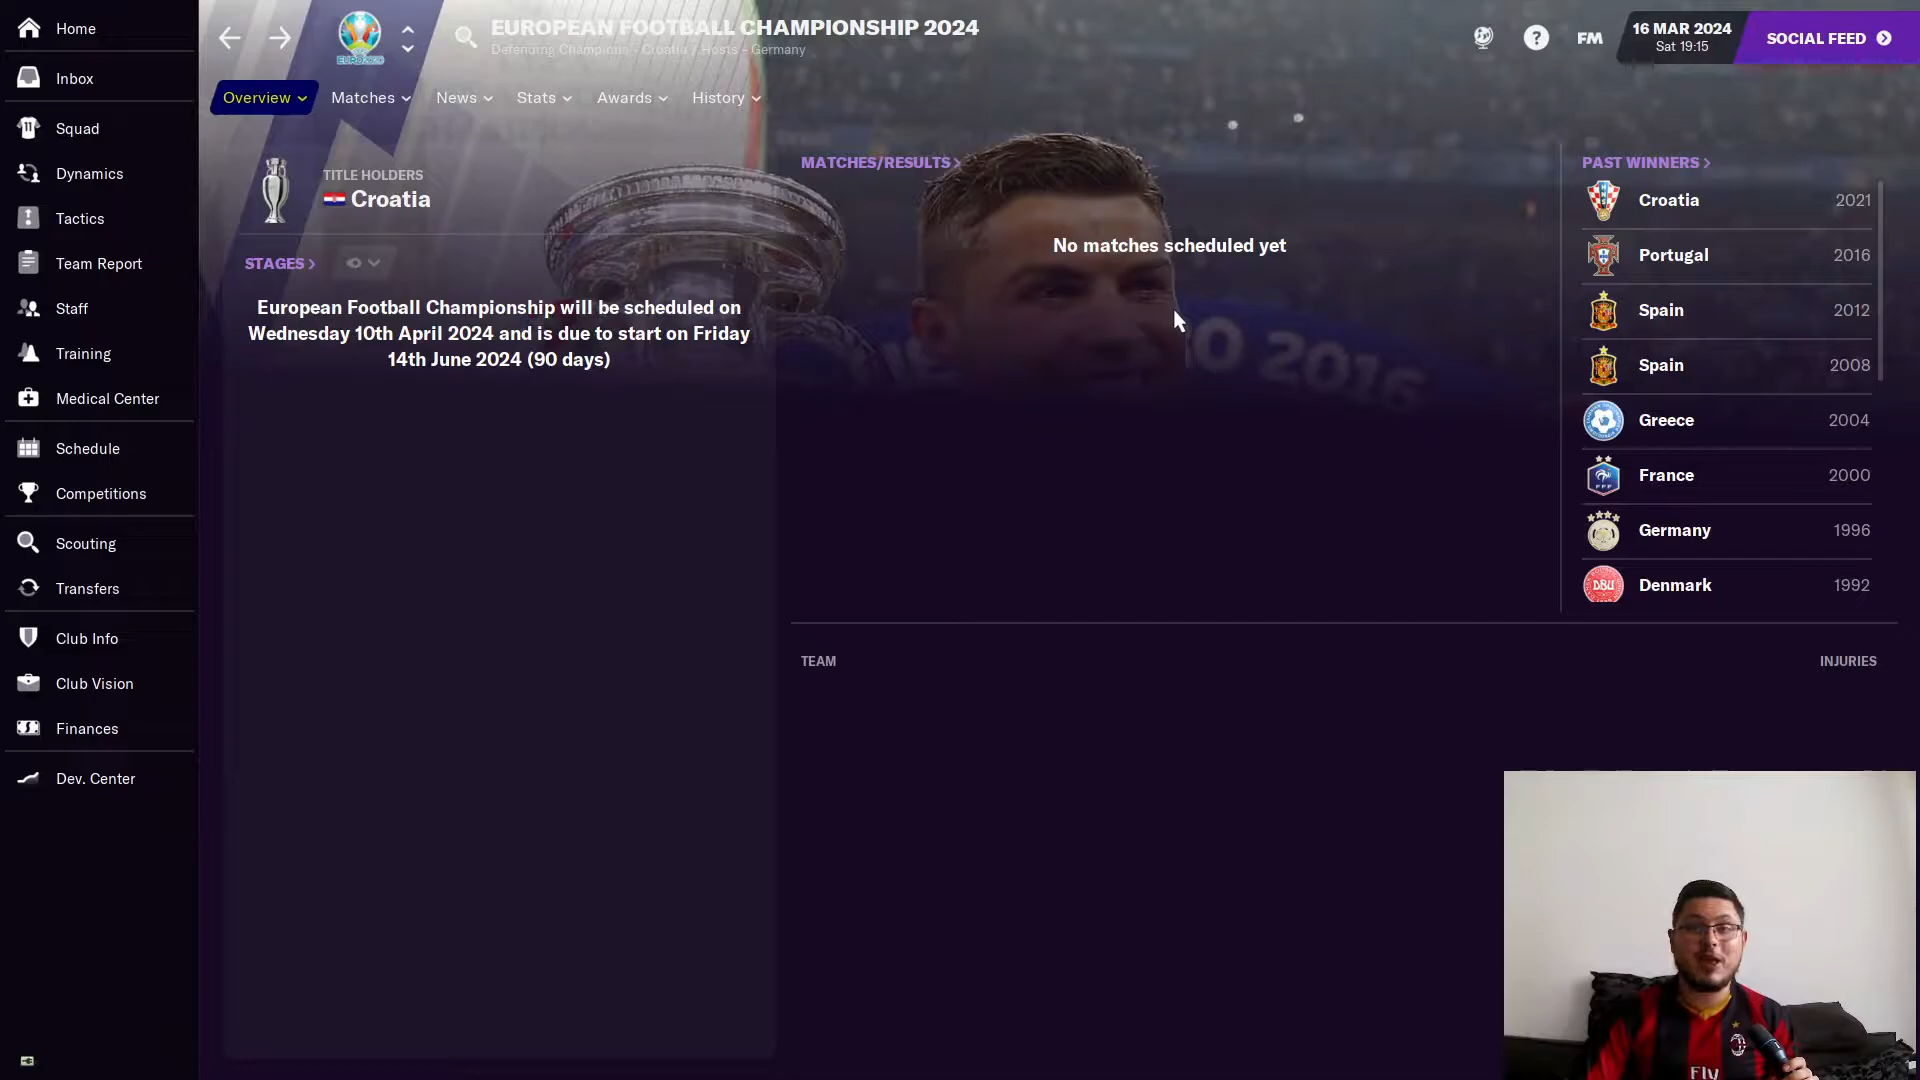 Home
Inbox
Squad
Dynamics
Tactics
Team Report
Staff
Training
Medical Center
Schedule
Competitions
Scouting
Transfers
Club Info
Club Vision
Finances
Dev. Center
EURO2020
EUROPEAN FOOTBALL CHAMPIONSHIP 2024
Defending Champions - Croatia / Hosts - Germany
FM
16 MAR 2024
Sat 19:15
SOCIAL FEED
Overview
Matches
News
Stats
Awards
History
TITLE HOLDERS
Croatia
STAGES
European Football Championship will be scheduled on
Wednesday 10th April 2024 and is due to start on Friday
14th June 2024 (90 days)
MATCHES/RESULTS
No matches scheduled yet
O 2016
PAST WINNERS
Croatia 2021
Portugal 2016
Spain 2012
Spain 2008
Greece 2004
France 2000
Germany 1996
DBU
Denmark 1992
TEAM
INJURIES